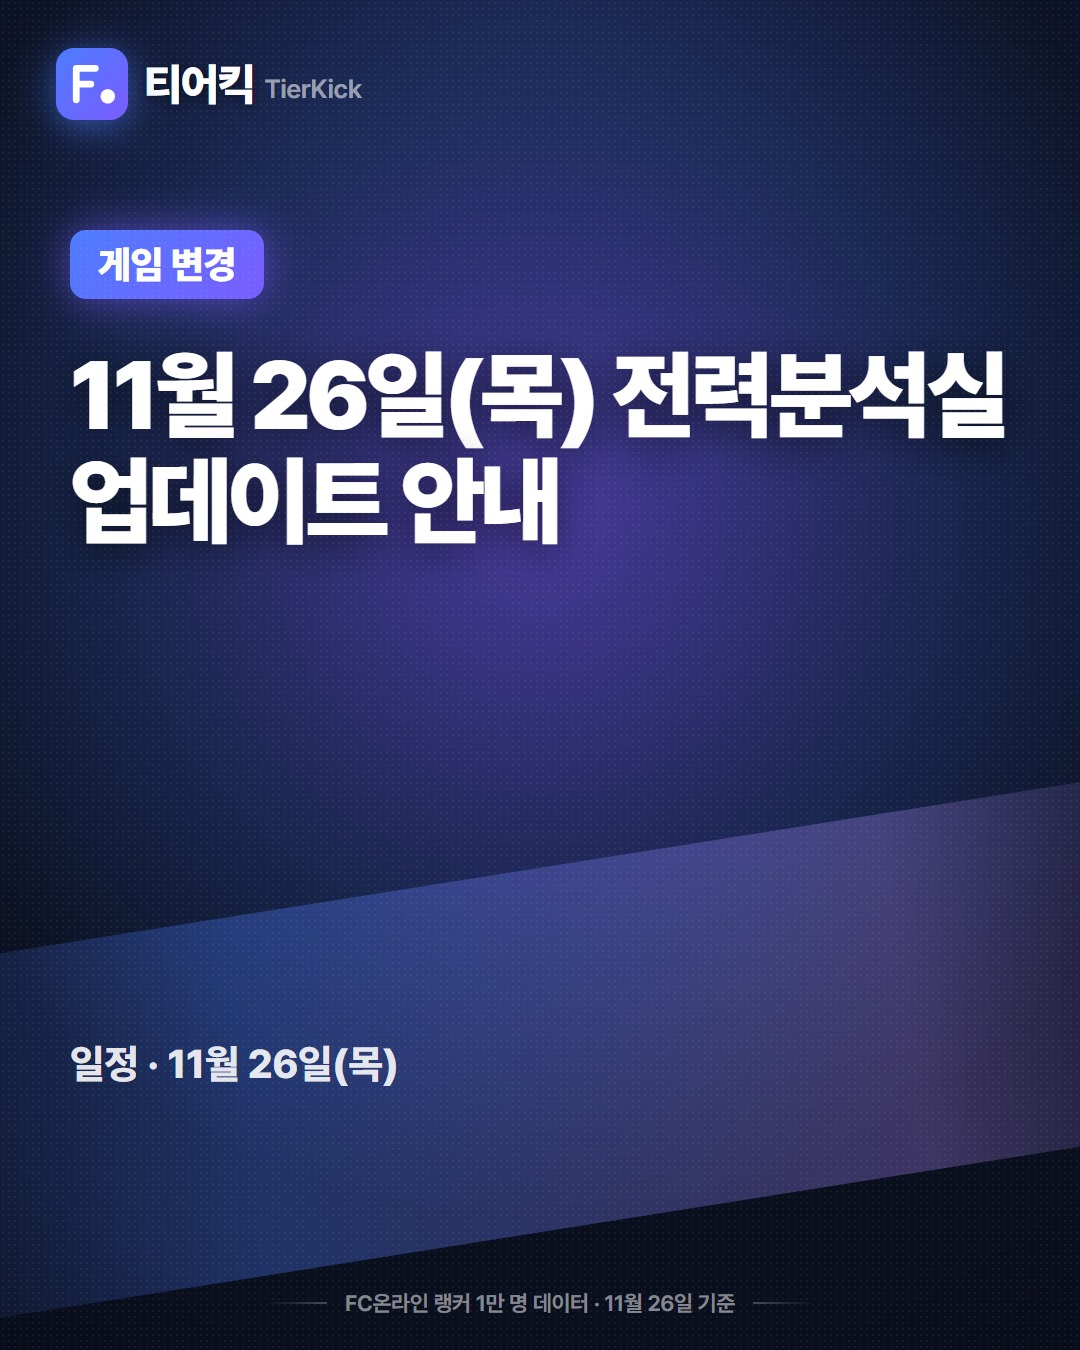 F.
티어킥 TierKick
게임 변경
11월 26일(목) 전력분석실
업데이트 안내
일정 · 11월 26일(목)
FC온라인 랭커 1만 명 데이터 · 11월 26일 기준